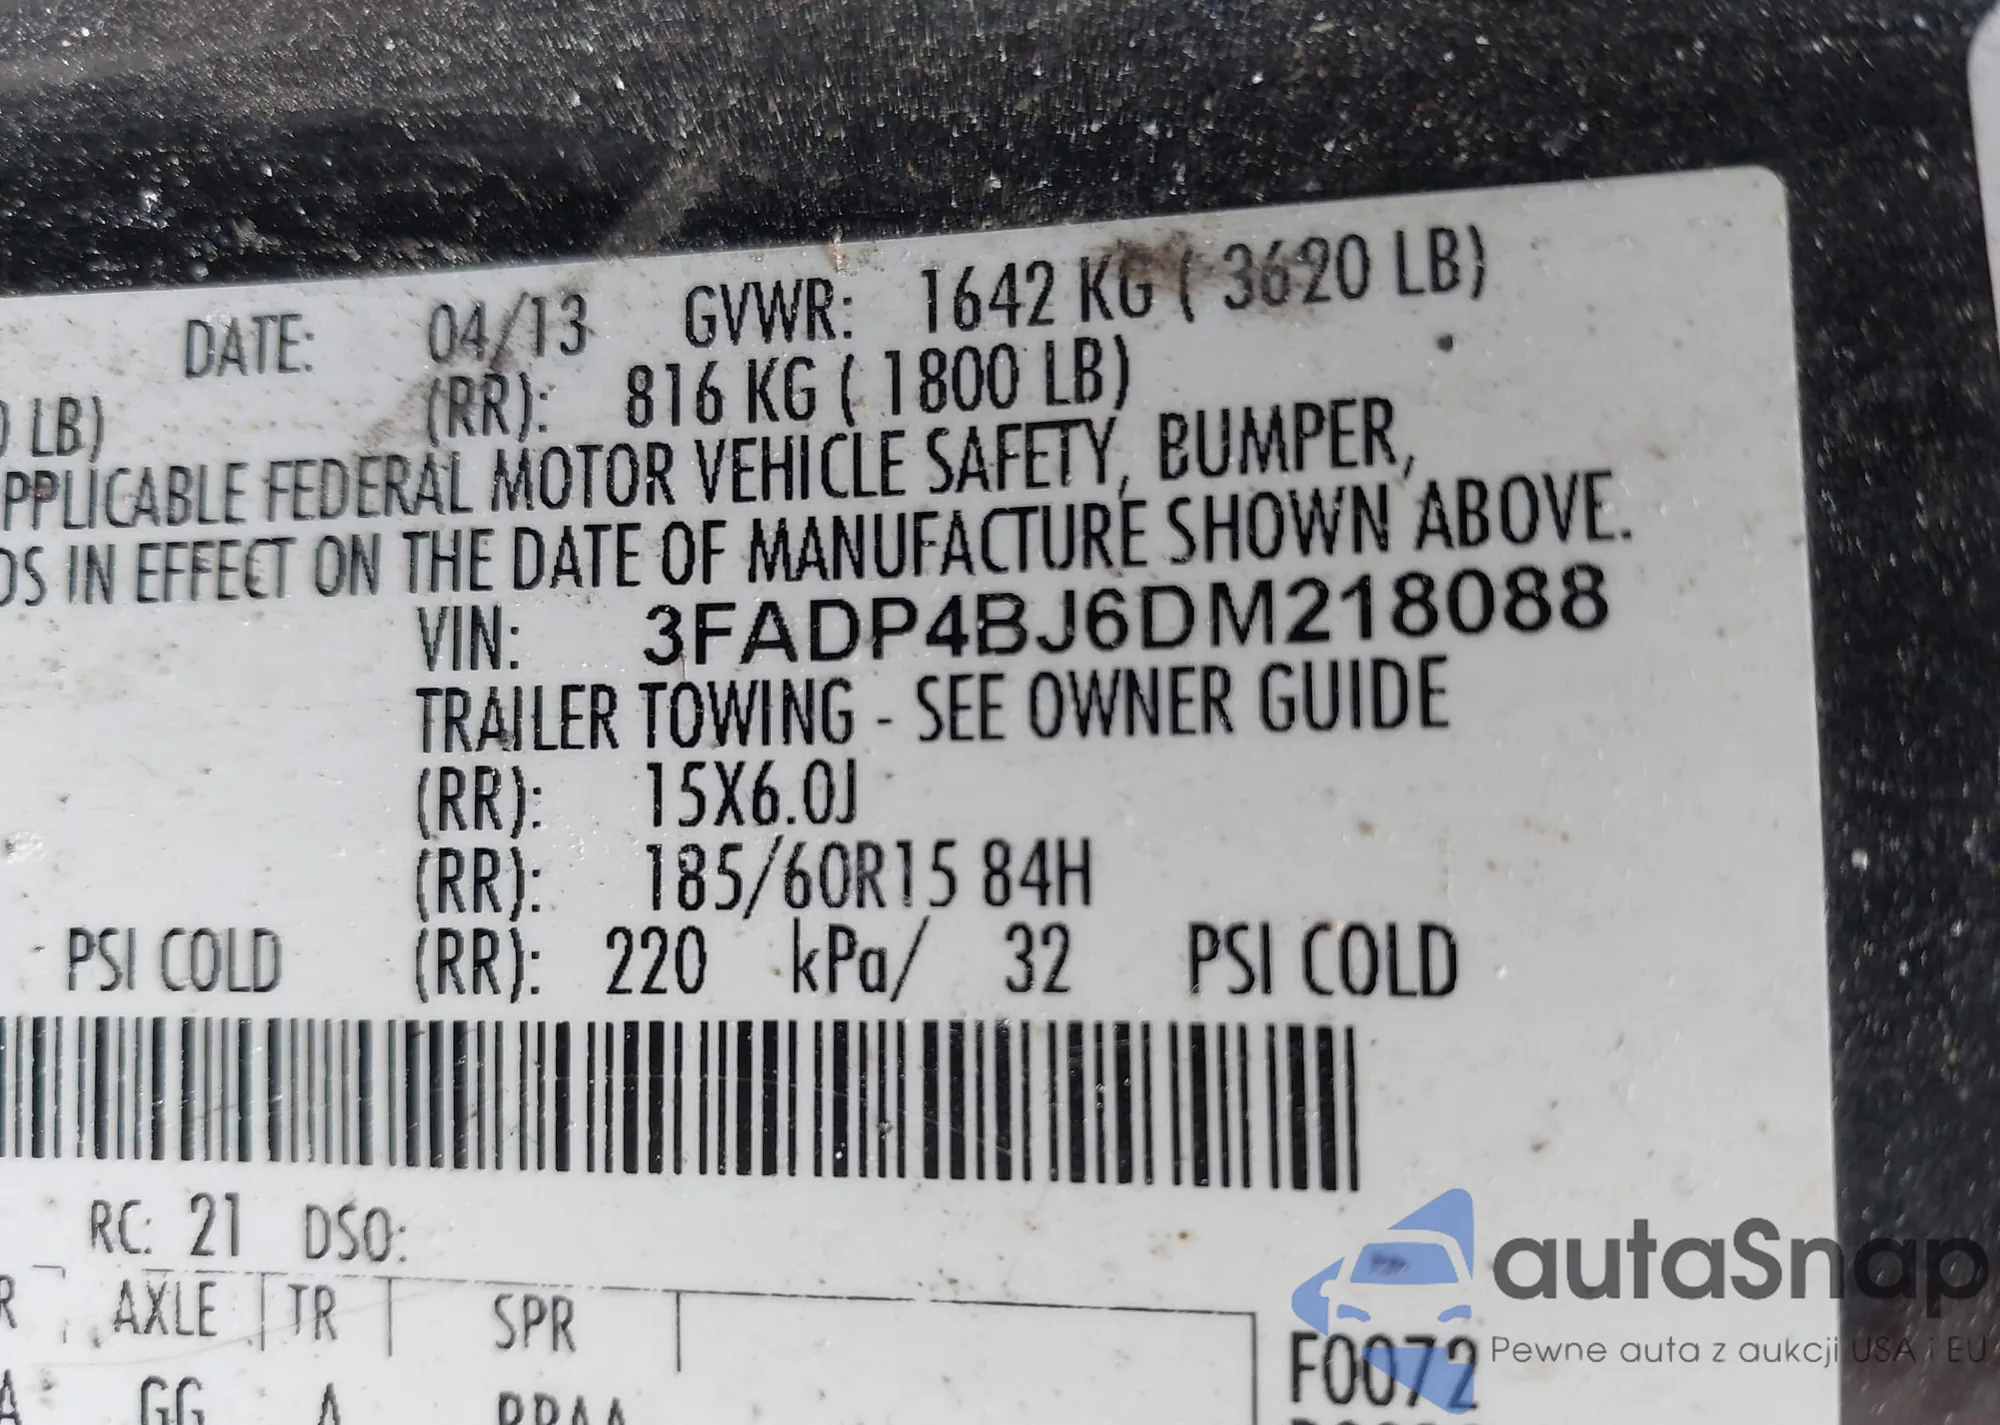 DATE: 04/13 GVWR: 1642 KG ( 3620 LB)
0 LB) (RR): 816 KG ( 1800 LB)
PPLICABLE FEDERAL MOTOR VEHICLE SAFETY, BUMPER,
DS IN EFFECT ON THE DATE OF MANUFACTURE SHOWN ABOVE.
VIN: 3FADP4BJ6DM218088
TRAILER TOWING - SEE OWNER GUIDE
(RR): 15X6.0J
(RR): 185/60R15 84H
PSI COLD (RR): 220 kPa/ 32 PSI COLD
RC: 21 DSO:
R AXLE TR SPR
A GG A
F0072
autaSnap
Pewne auta z aukcji USA i EU